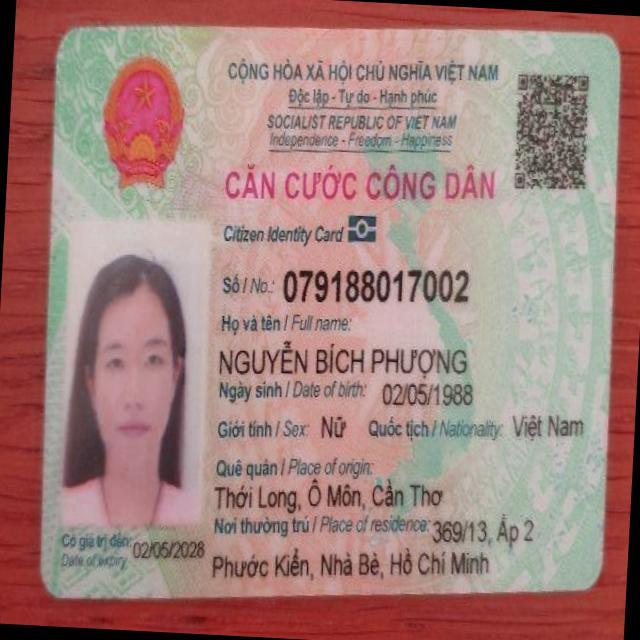 CỘNG HÒA XÃ HỘI CHỦ NGHĨA VIỆT NAM
Độc lập - Tự do - Hạnh phúc
SOCIALIST REPUBLIC OF VIET NAM
Independence - Freedom - Happiness
CĂN CƯỚC CÔNG DÂN
Citizen Identity Card
Số / No.: 079188017002
Họ và tên / Full name:
NGUYỄN BÍCH PHƯỢNG
Ngày sinh / Date of birth: 02/05/1988
Giới tính / Sex: Nữ Quốc tịch / Nationality: Việt Nam
Quê quán / Place of origin:
Thới Long, Ô Môn, Cần Thơ
Nơi thường trú / Place of residence: 369/13, Ấp 2
Phước Kiển, Nhà Bè, Hồ Chí Minh
Có giá trị đến: 02/05/2028
Date of expiry